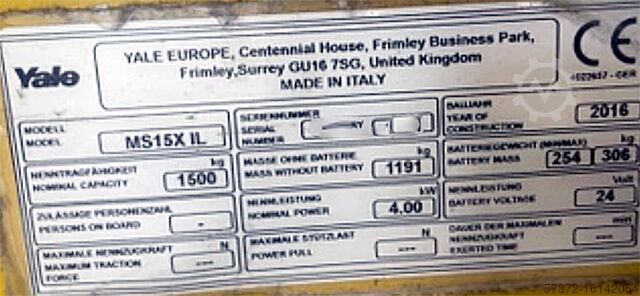 Yale
YALE EUROPE, Centennial House, Frimley Business Park,
Frimley,Surrey GU16 7SG, United Kingdom
MADE IN ITALY
CE
MODELL
MODEL
MS15X IL
SERIENNUMMER
SERIAL
NUMBER
BAUJAHR
YEAR OF
CONSTRUCTION
2016
NENNTRAGFÄHIGKEIT
NOMINAL CAPACITY
kg
1500
MASSE OHNE BATTERIE
MASS WITHOUT BATTERY
kg
1191
BATTERIEGEWICHT (MIN/MAX)
BATTERY MASS
kg
254 306
ZULÄSSIGE PERSONENZAHL
PERSONS ON BOARD
-
NENNLEISTUNG
NOMINAL POWER
kW
4,00
NENNLEISTUNG
BATTERY VOLTAGE
Volt
24
MAXIMALE NENNZUGKRAFT
MAXIMUM TRACTION
FORCE
N
---
MAXIMALE STÜTZLAST
POWER PULL
N
---
DAUER DER MAXIMALEN
NENNZUGKRAFT
EXERTED TIME
min
---